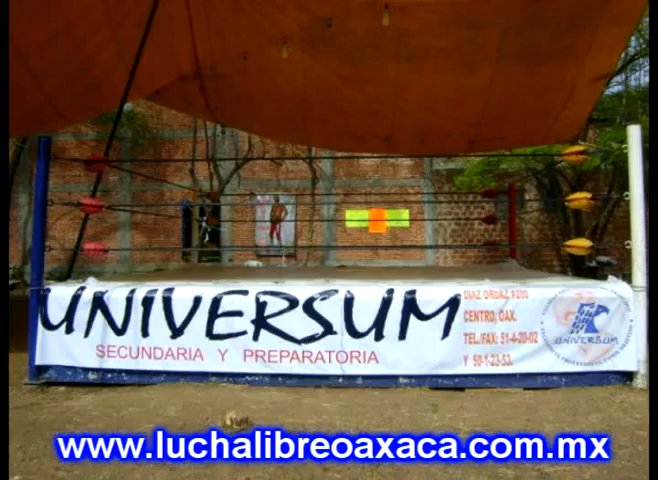 UNIVERSUM
SECUNDARIA Y PREPARATORIA
DIAZ ORDAZ #200
CENTRO, OAX.
TEL./FAX: 51-4-20-02
Y 50-1-23-53.
UNIVERSUM
www.luchalibreoaxaca.com.mx